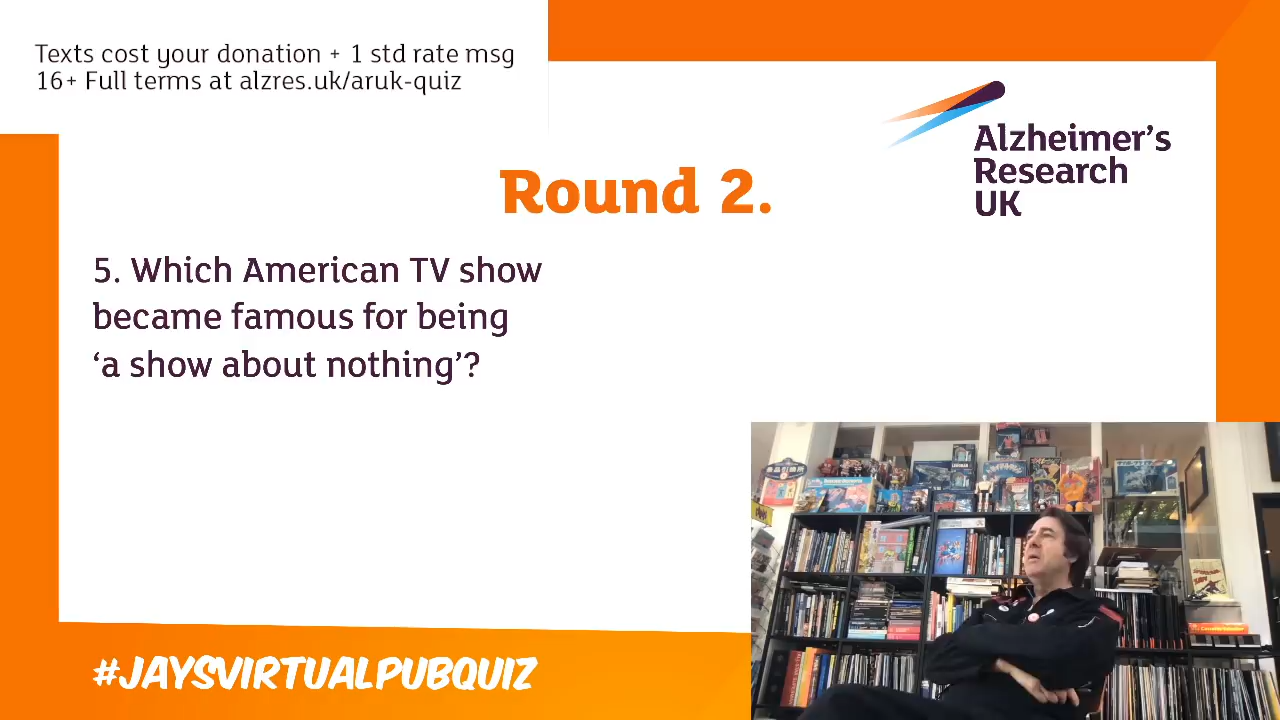 Texts cost your donation + 1 std rate msg
16+ Full terms at alzres.uk/aruk-quiz
Alzheimer's
Research
UK
Round 2.
5. Which American TV show
became famous for being
‘a show about nothing’?
#JAYSVIRTUALPUBQUIZ